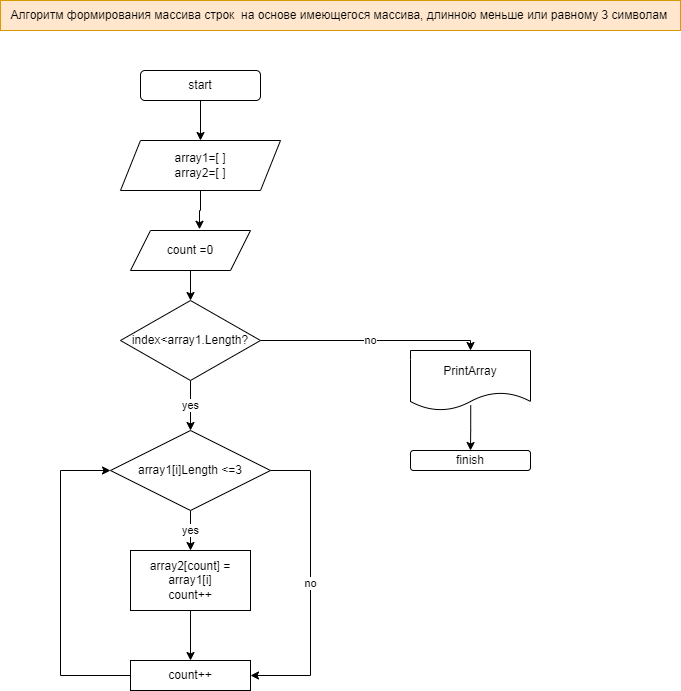 Алгоритм формирования массива строк на основе имеющегося массива, длинною меньше или равному 3 символам
start
array1=[ ]
array2=[ ]
count =0
index<array1.Length?
no
PrintArray
yes
finish
array1[i]Length <=3
yes
array2[count] =
array1[i]
count++
no
count++